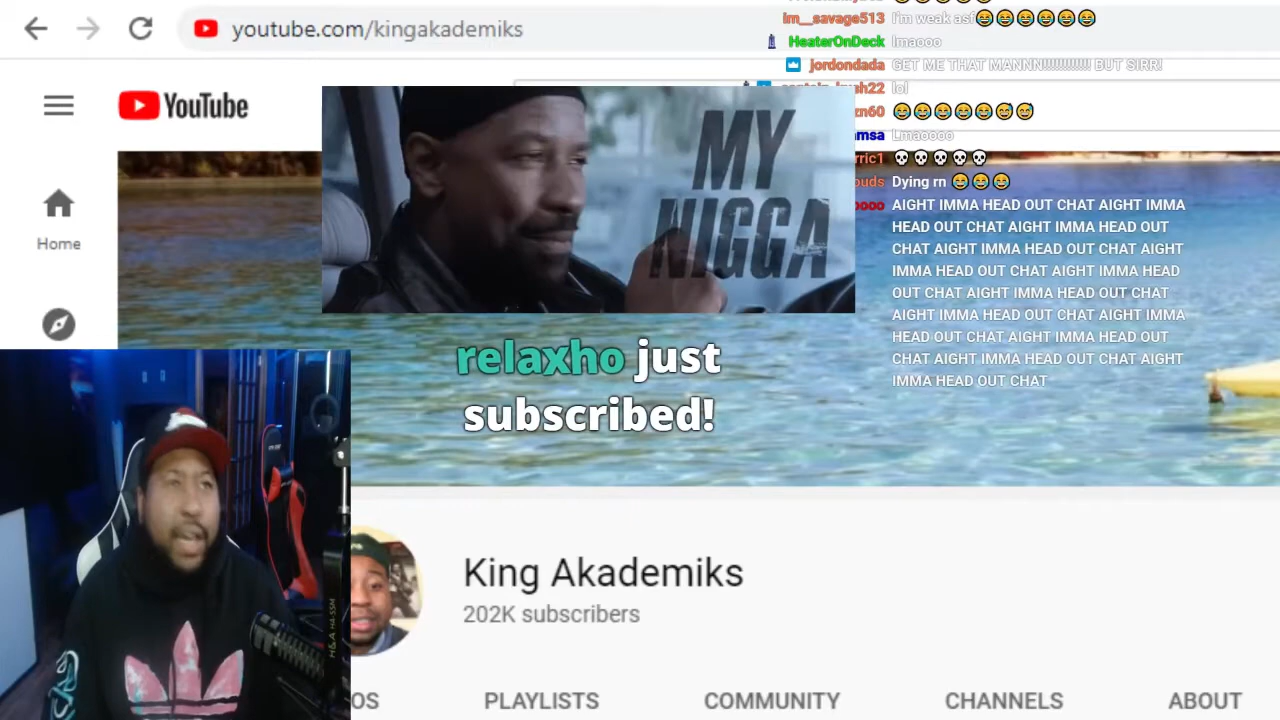 youtube.com/kingakademiks
im__savage513 I'm weak asf😂😂😂😂😂😂
HeaterOnDeck lmaooo
jordondada GET ME THAT MANNN!!!!!!!!!!!!! BUT SIRR!
lol
YouTube
Lmaoooo
Dying rn 😂😂😂
AIGHT IMMA HEAD OUT CHAT AIGHT IMMA
HEAD OUT CHAT AIGHT IMMA HEAD OUT
CHAT AIGHT IMMA HEAD OUT CHAT AIGHT
IMMA HEAD OUT CHAT AIGHT IMMA HEAD
OUT CHAT AIGHT IMMA HEAD OUT CHAT
AIGHT IMMA HEAD OUT CHAT AIGHT IMMA
HEAD OUT CHAT AIGHT IMMA HEAD OUT
CHAT AIGHT IMMA HEAD OUT CHAT AIGHT
IMMA HEAD OUT CHAT
MY
NIGGA
Home
relaxho just
subscribed!
King Akademiks
202K subscribers
PLAYLISTS
COMMUNITY
CHANNELS
ABOUT